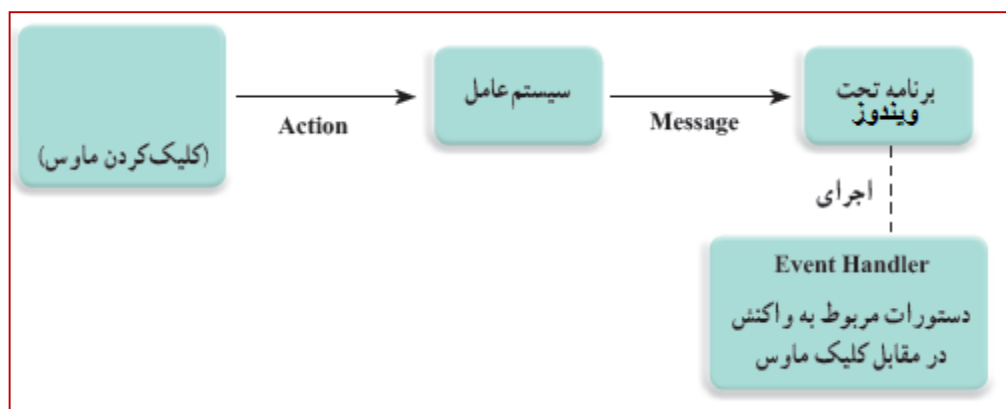 (کلیک کردن ماوس)
Action
سیستم عامل
Message
برنامه تحت
ویندوز
اجرای
Event Handler
دستورات مربوط به واکنش
در مقابل کلیک ماوس